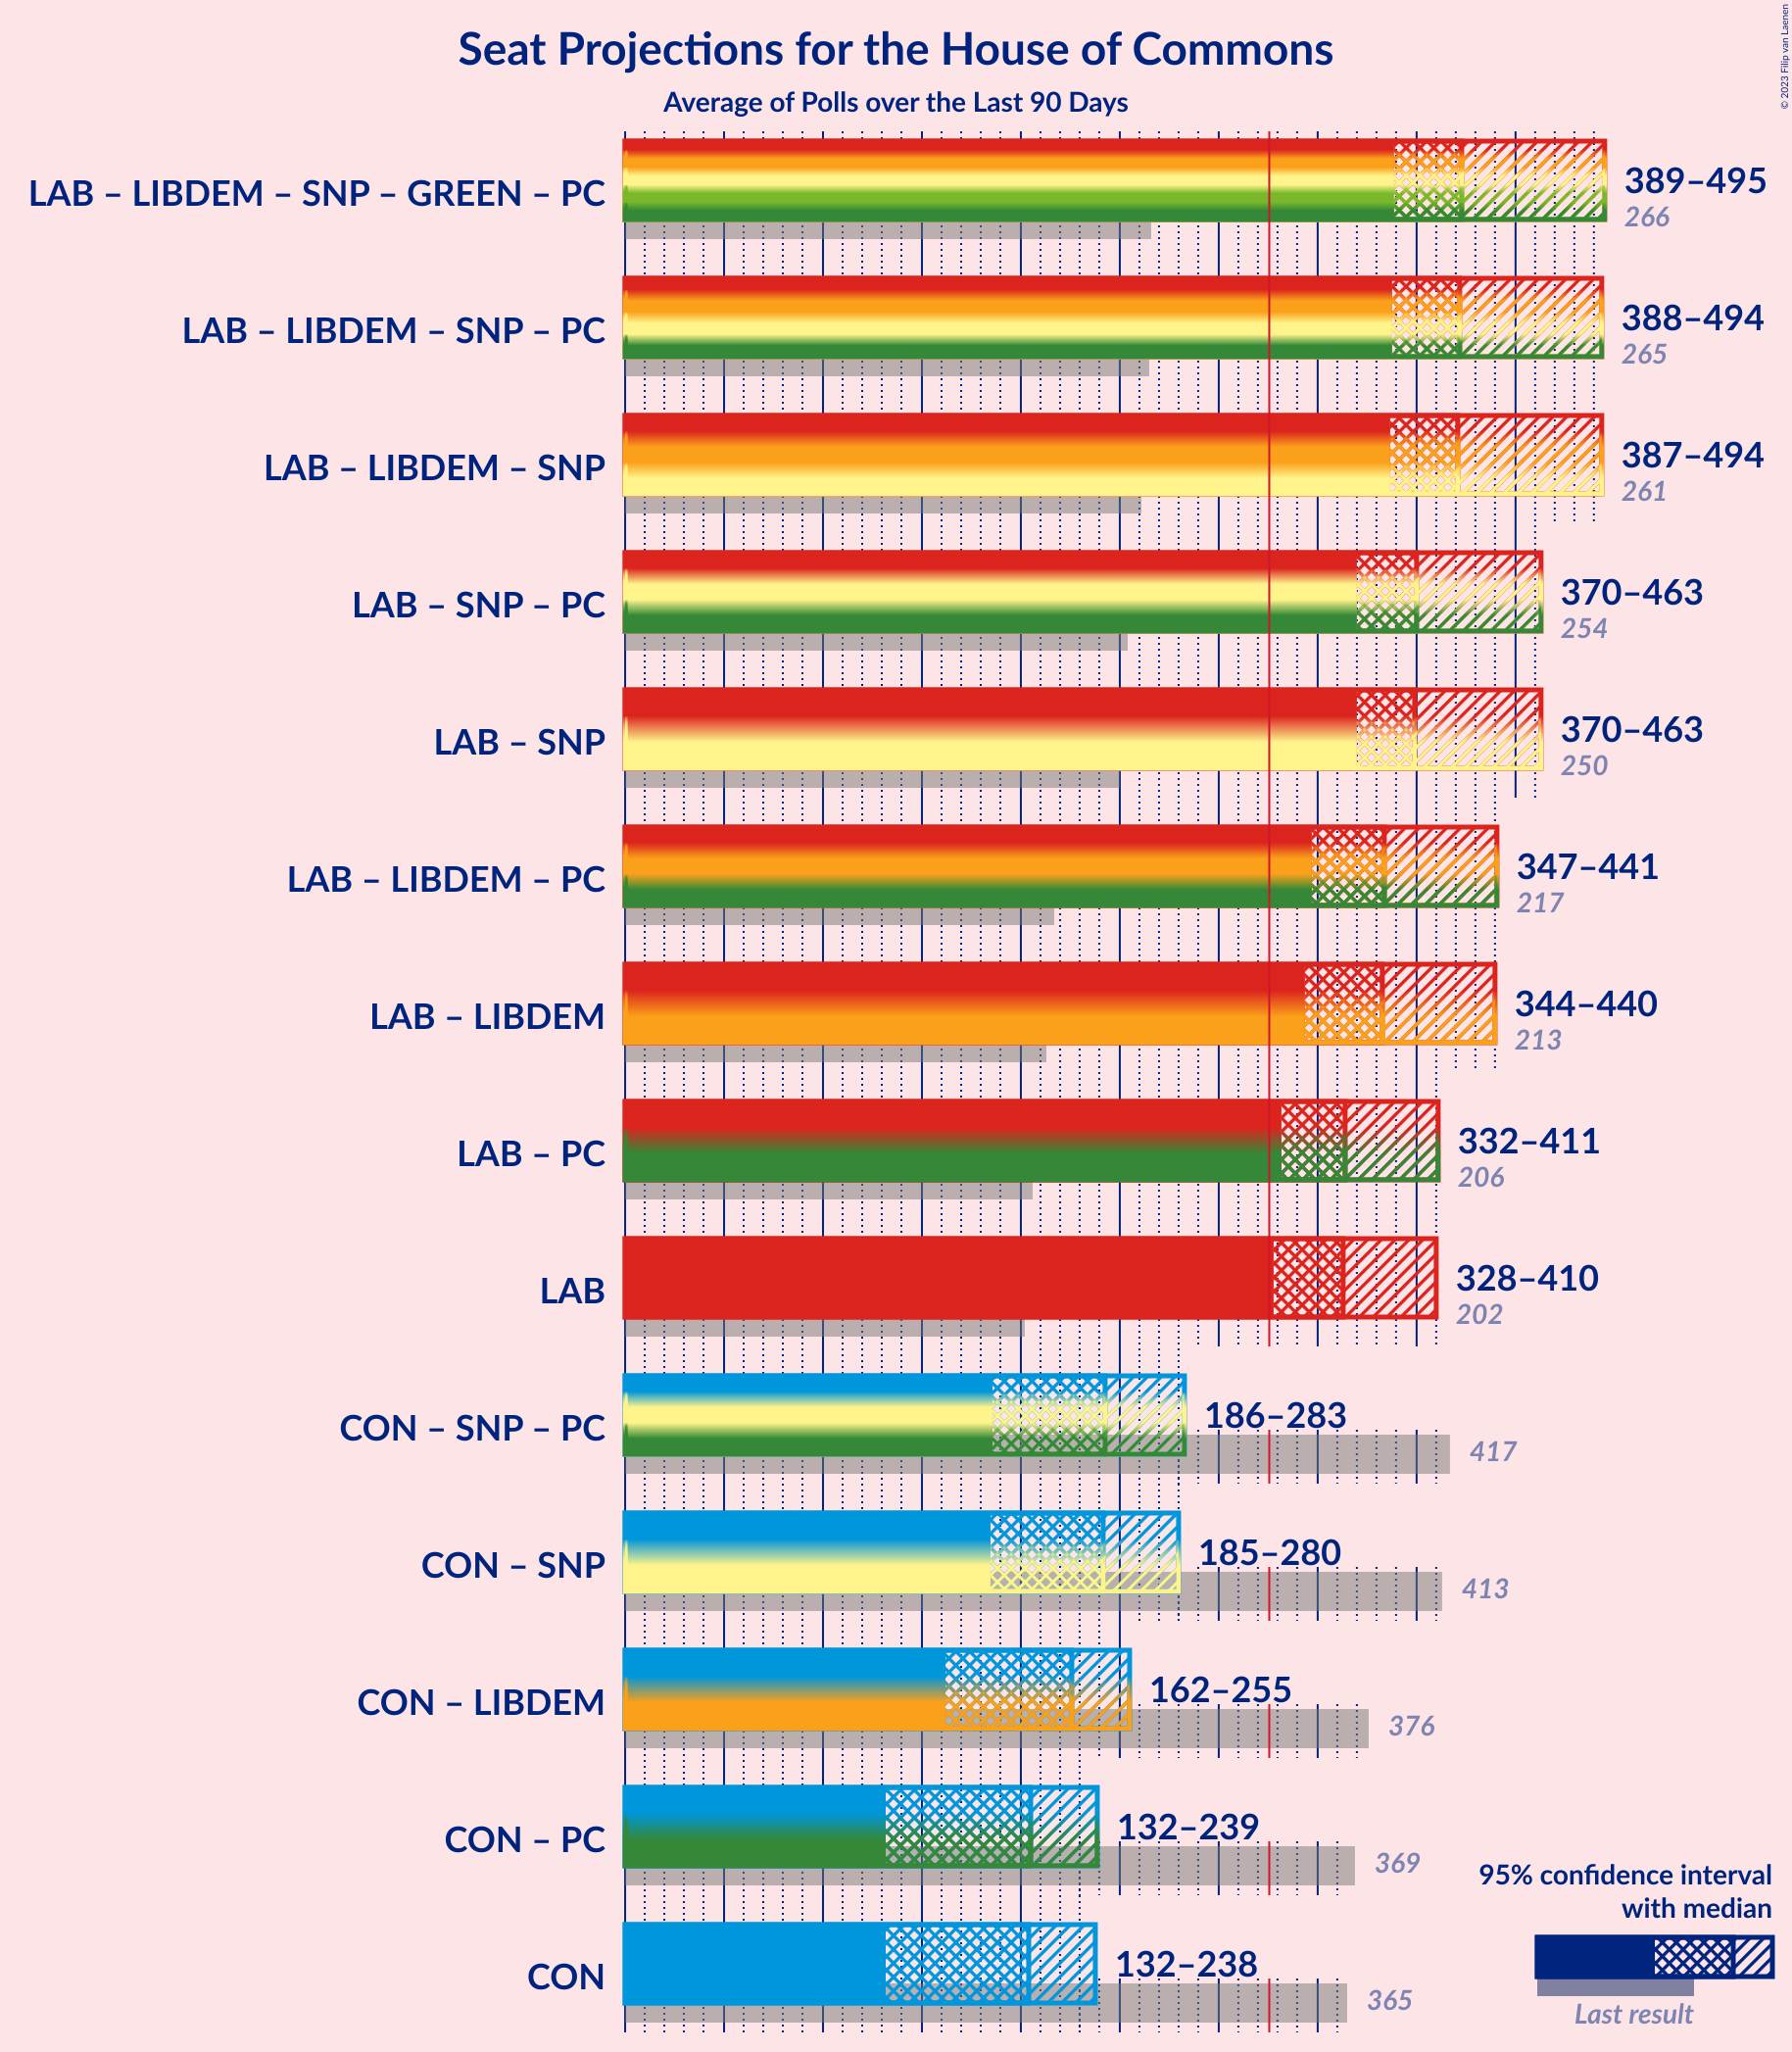 Seat Projections for the House of Commons
Average of Polls over the Last 90 Days
© 2023 Filip van Laenen
LAB – LIBDEM – SNP – GREEN – PC
389–495
266
LAB – LIBDEM – SNP – PC
388–494
265
LAB – LIBDEM – SNP
387–494
261
LAB – SNP – PC
370–463
254
LAB – SNP
370–463
250
LAB – LIBDEM – PC
347–441
217
LAB – LIBDEM
344–440
213
LAB – PC
332–411
206
LAB
328–410
202
CON – SNP – PC
186–283
417
CON – SNP
185–280
413
CON – LIBDEM
162–255
376
CON – PC
132–239
369
CON
132–238
365
95% confidence interval
with median
Last result